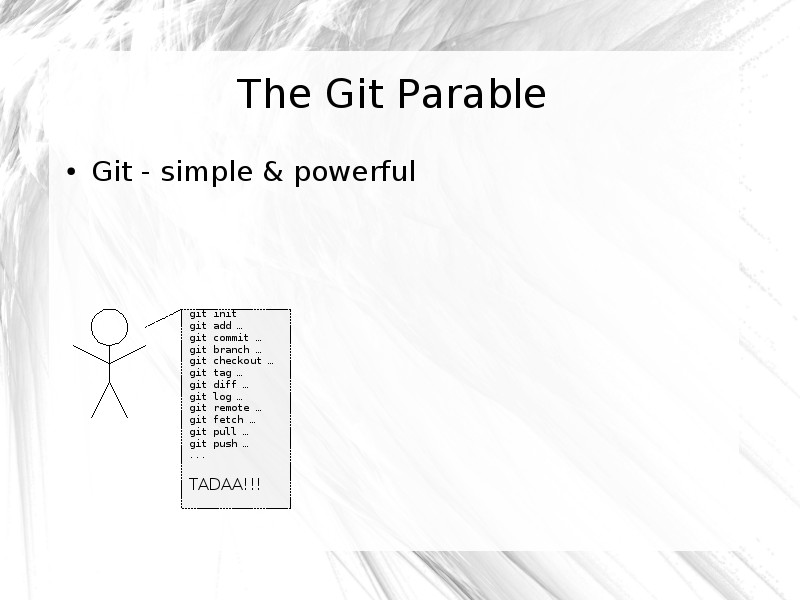 The Git Parable
• Git - simple & powerful
git init
git add …
git commit …
git branch …
git checkout …
git tag …
git diff …
git log …
git remote …
git fetch …
git pull …
git push …
...
TADAA!!!